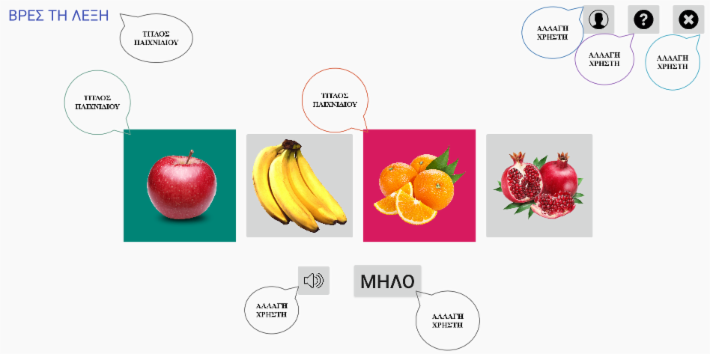 ΒΡΕΣ ΤΗ ΛΕΞΗ
ΤΙΤΛΟΣ
ΠΑΙΧΝΙΔΙΟΥ
ΑΛΛΑΓΗ
ΧΡΗΣΤΗ
?
ΑΛΛΑΓΗ
ΧΡΗΣΤΗ
ΑΛΛΑΓΗ
ΧΡΗΣΤΗ
ΤΙΤΛΟΣ
ΠΑΙΧΝΙΔΙΟΥ
ΤΙΤΛΟΣ
ΠΑΙΧΝΙΔΙΟΥ
ΜΗΛΟ
ΑΛΛΑΓΗ
ΧΡΗΣΤΗ
ΑΛΛΑΓΗ
ΧΡΗΣΤΗ